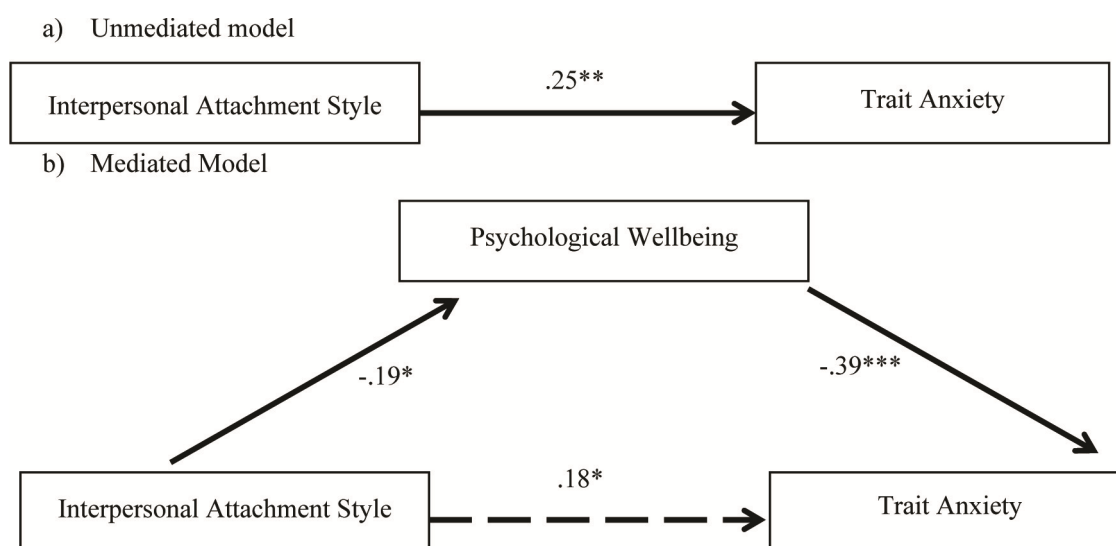 a) Unmediated model
.25**
Interpersonal Attachment Style
Trait Anxiety
b) Mediated Model
Psychological Wellbeing
-.19*
-.39***
.18*
Interpersonal Attachment Style
Trait Anxiety